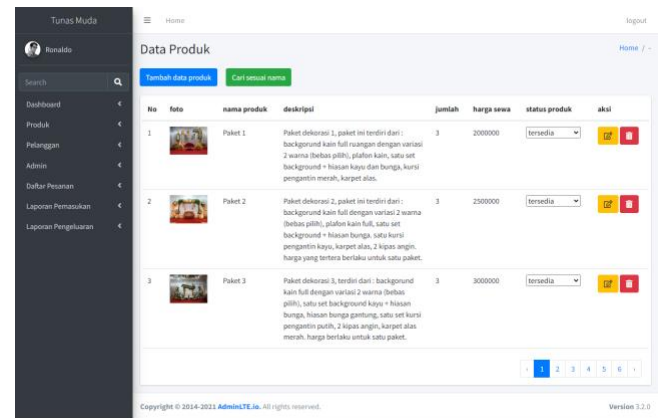 Tunas Muda
Home
logout
Ronaldo
Data Produk
Home / -
Search
Tambah data produk
Cari sesuai nama
Dashboard
Produk
Pelanggan
Admin
Daftar Pesanan
Laporan Pemasukan
Laporan Pengeluaran
No foto nama produk deskripsi jumlah harga sewa status produk aksi
1 Paket 1 Paket dekorasi 1, paket ini terdiri dari : 3 2000000 tersedia
backgorund kain full ruangan dengan variasi
2 warna (bebas pilih), plafon kain, satu set
background + hiasan kayu dan bunga, kursi
pengantin merah, karpet alas.
2 Paket 2 Paket dekorasi 2, paket ini terdiri dari : 3 2500000 tersedia
backgorund kain full dengan variasi 2 warna
(bebas pilih), plafon kain full, satu set
background + hiasan bunga, satu kursi
pengantin kayu, karpet alas, 2 kipas angin.
harga yang tertera berlaku untuk satu paket.
3 Paket 3 Paket dekorasi 3, terdiri dari : backgorund 3 3000000 tersedia
kain full dengan variasi 2 warna (bebas
pilih), satu set background kayu + hiasan
bunga, hiasan bunga gantung, satu set kursi
pengantin putih, 2 kipas angin, karpet alas
merah. harga berlaku untuk satu paket.
‹ 1 2 3 4 5 6 ›
Copyright © 2014-2021 AdminLTE.io. All rights reserved.
Version 3.2.0